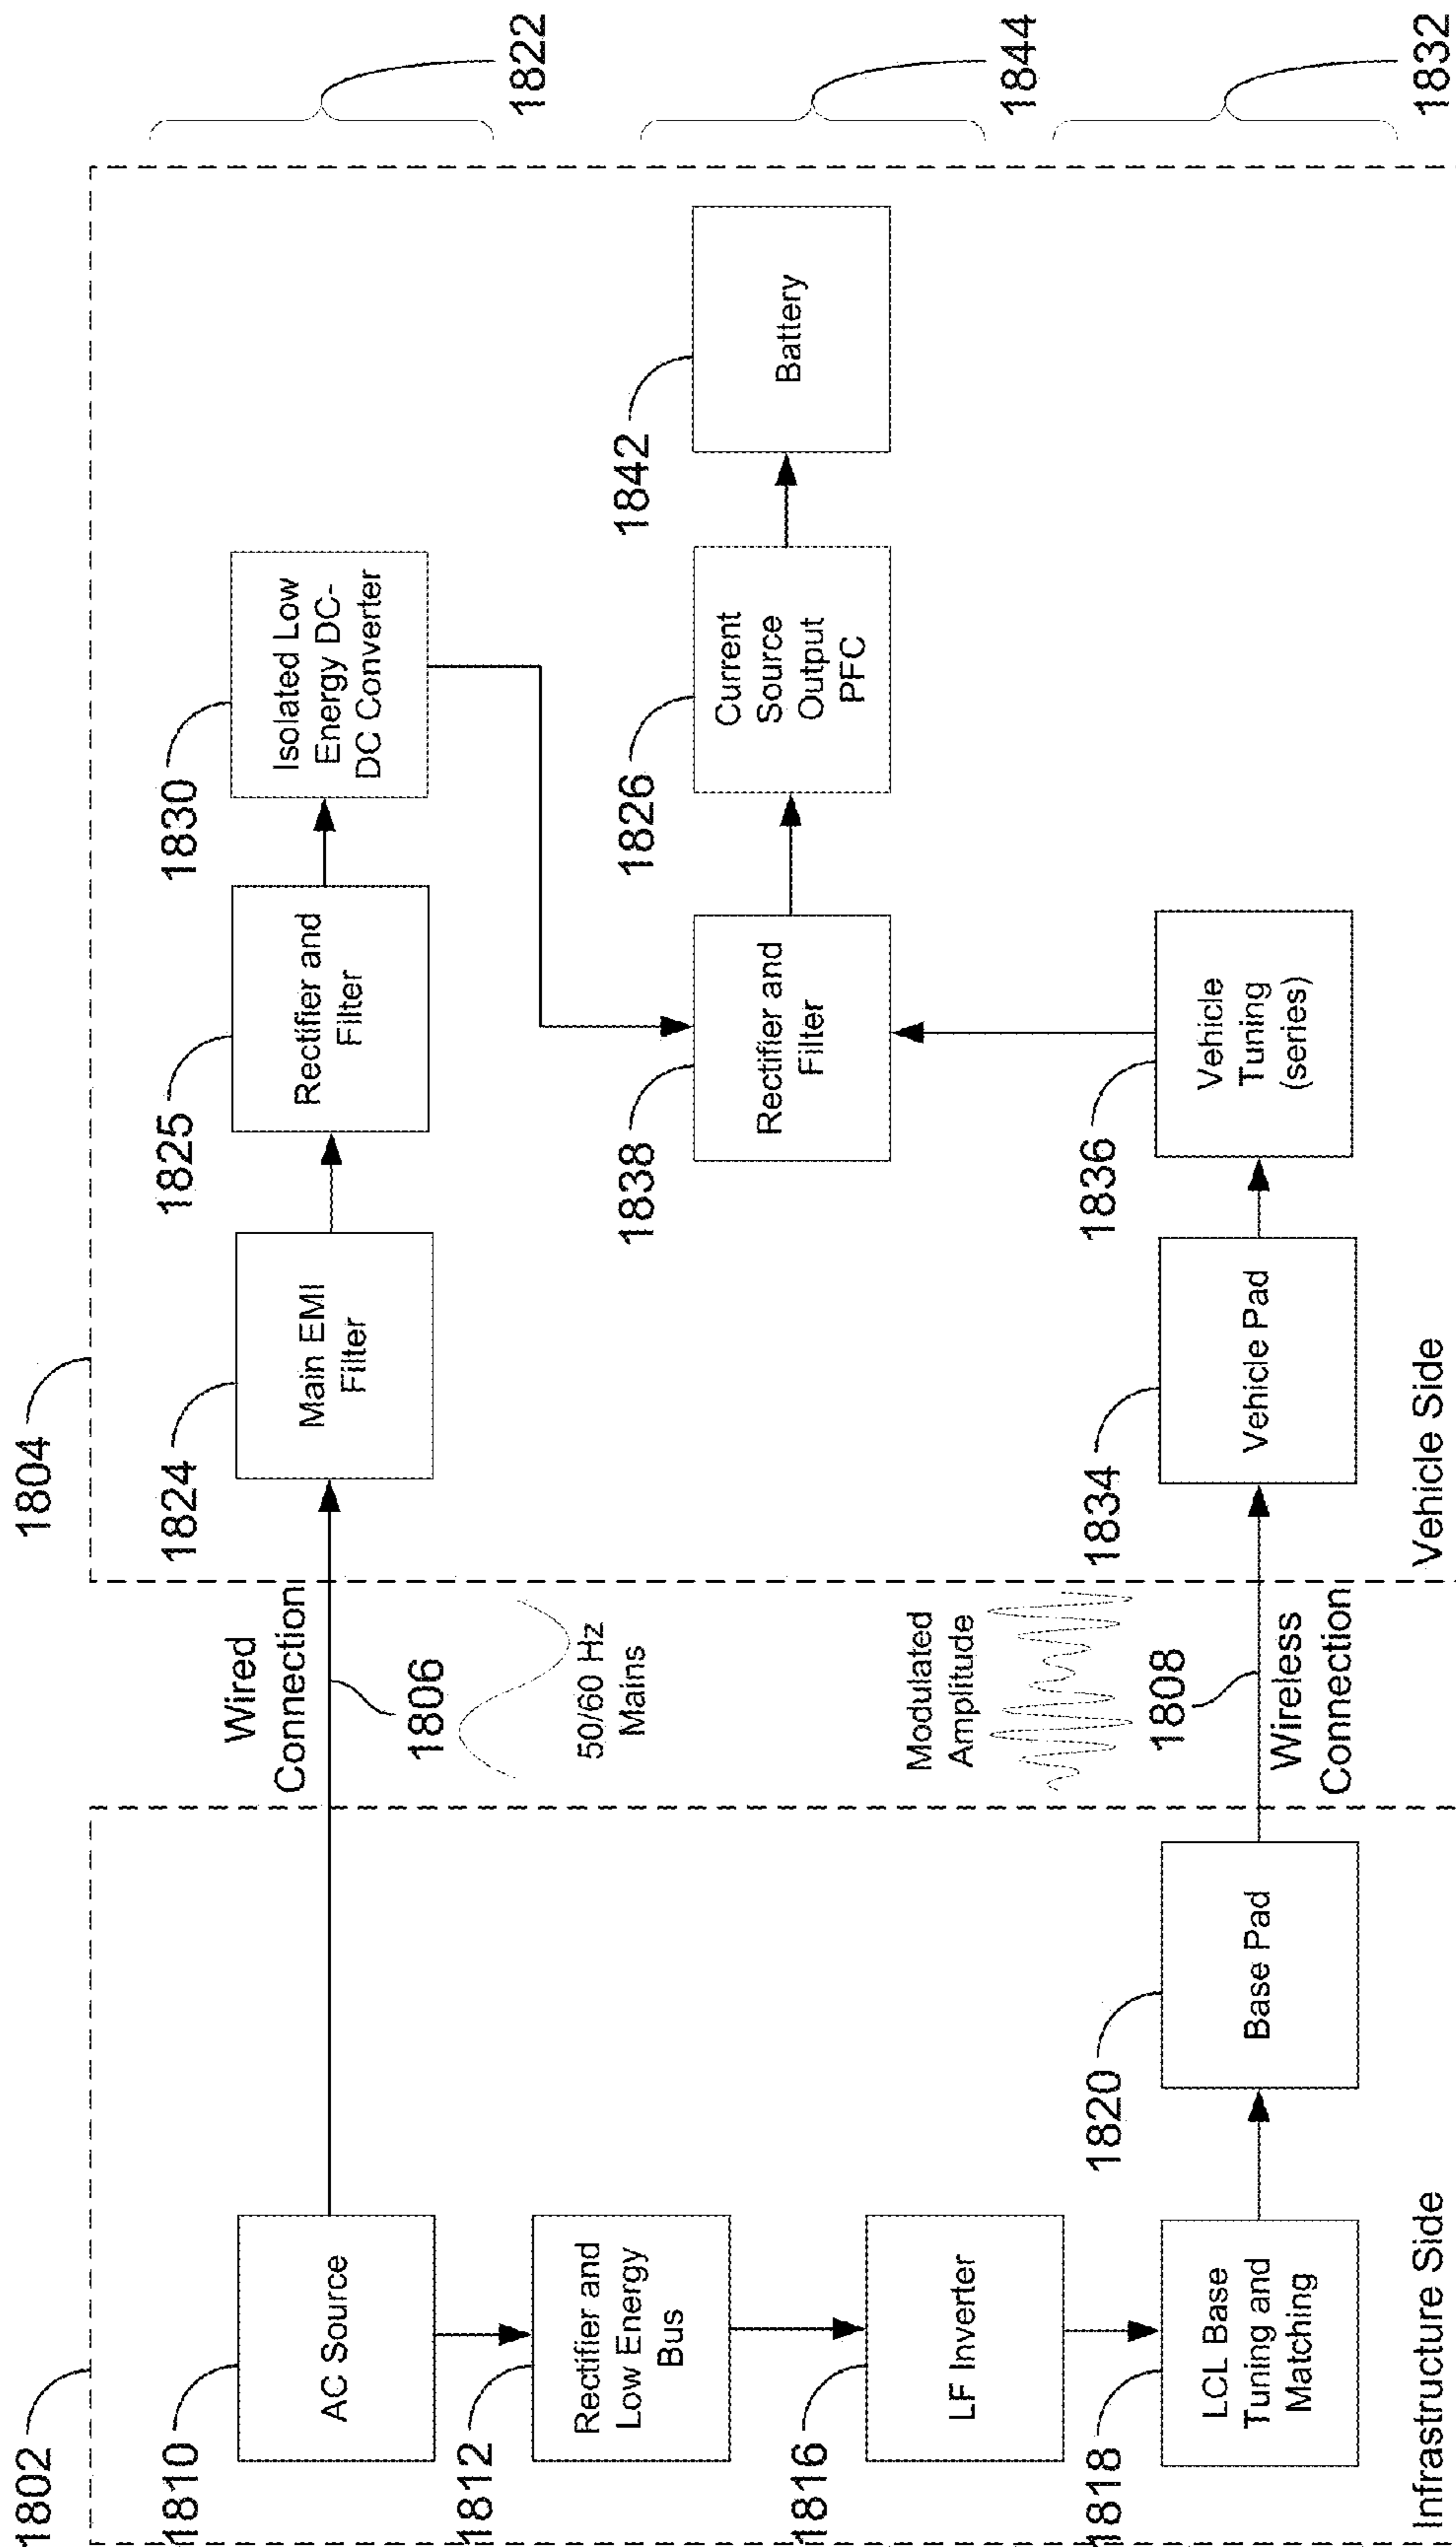 1802
1804
1810
AC Source
Wired
Connection
1806
50/60 Hz
Mains
1824
Main EMI
Filter
1825
Rectifier and
Filter
1830
Isolated Low
Energy DC-
DC Converter
1822
1812
Rectifier and
Low Energy
Bus
1838
Rectifier and
Filter
1826
Current
Source
Output
PFC
1842
Battery
1844
1816
LF Inverter
Modulated
Amplitude
1808
Wireless
Connection
1818
LCL Base
Tuning and
Matching
1820
Base Pad
1834
Vehicle Pad
1836
Vehicle
Tuning
(series)
1832
Infrastructure Side
Vehicle Side